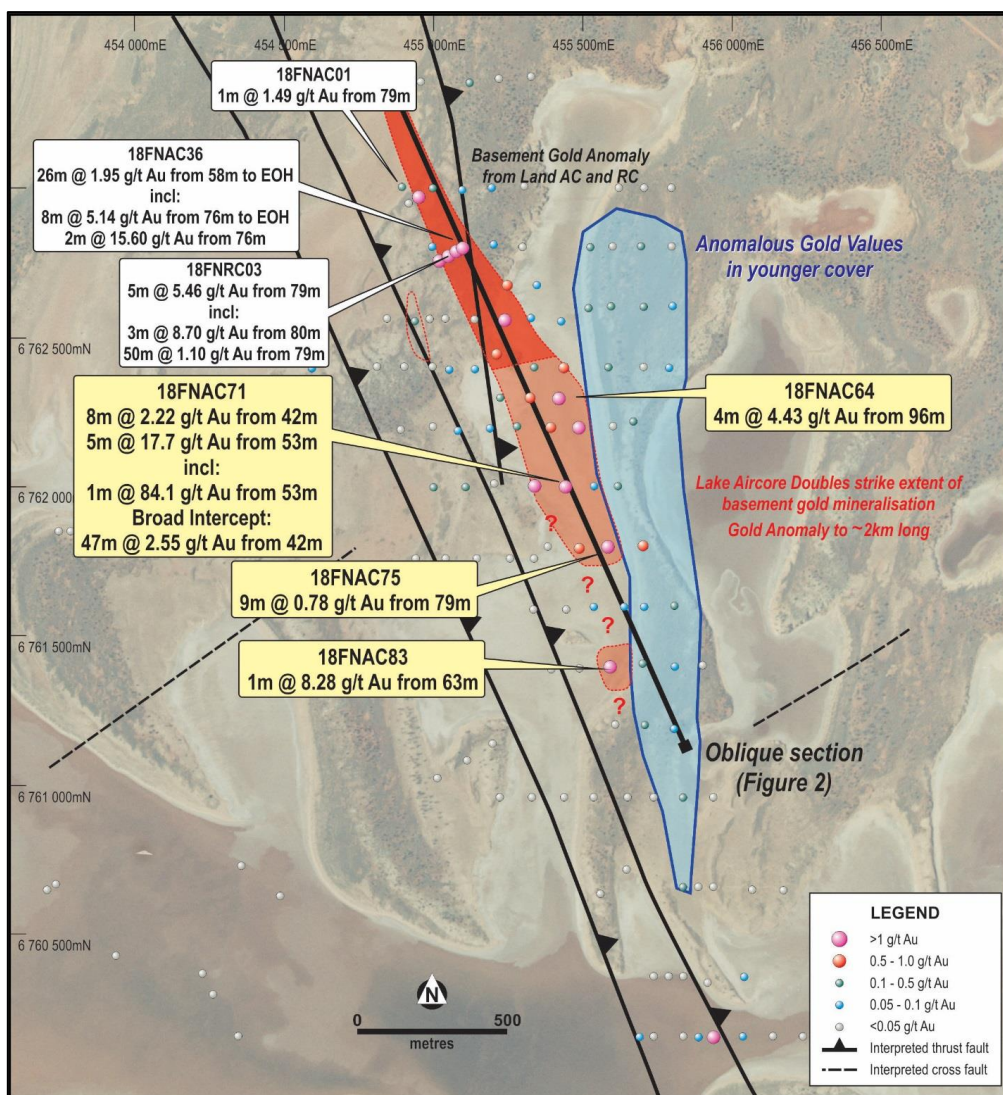 454 000mE
454 500mE
455 000mE
455 500mE
456 000mE
456 500mE
18FNAC01
1m @ 1.49 g/t Au from 79m
18FNAC36
26m @ 1.95 g/t Au from 58m to EOH
incl:
8m @ 5.14 g/t Au from 76m to EOH
2m @ 15.60 g/t Au from 76m
Basement Gold Anomaly
from Land AC and RC
Anomalous Gold Values
in younger cover
18FNRC03
5m @ 5.46 g/t Au from 79m
incl:
3m @ 8.70 g/t Au from 80m
50m @ 1.10 g/t Au from 79m
6 762 500mN
18FNAC71
8m @ 2.22 g/t Au from 42m
5m @ 17.7 g/t Au from 53m
incl:
1m @ 84.1 g/t Au from 53m
Broad Intercept:
47m @ 2.55 g/t Au from 42m
18FNAC64
4m @ 4.43 g/t Au from 96m
6 762 000mN
Lake Aircore Doubles strike extent of
basement gold mineralisation
Gold Anomaly to ~2km long
?
18FNAC75
9m @ 0.78 g/t Au from 79m
?
?
6 761 500mN
18FNAC83
1m @ 8.28 g/t Au from 63m
?
Oblique section
(Figure 2)
6 761 000mN
6 760 500mN
N
0
500
metres
LEGEND
>1 g/t Au
0.5 - 1.0 g/t Au
0.1 - 0.5 g/t Au
0.05 - 0.1 g/t Au
<0.05 g/t Au
Interpreted thrust fault
Interpreted cross fault